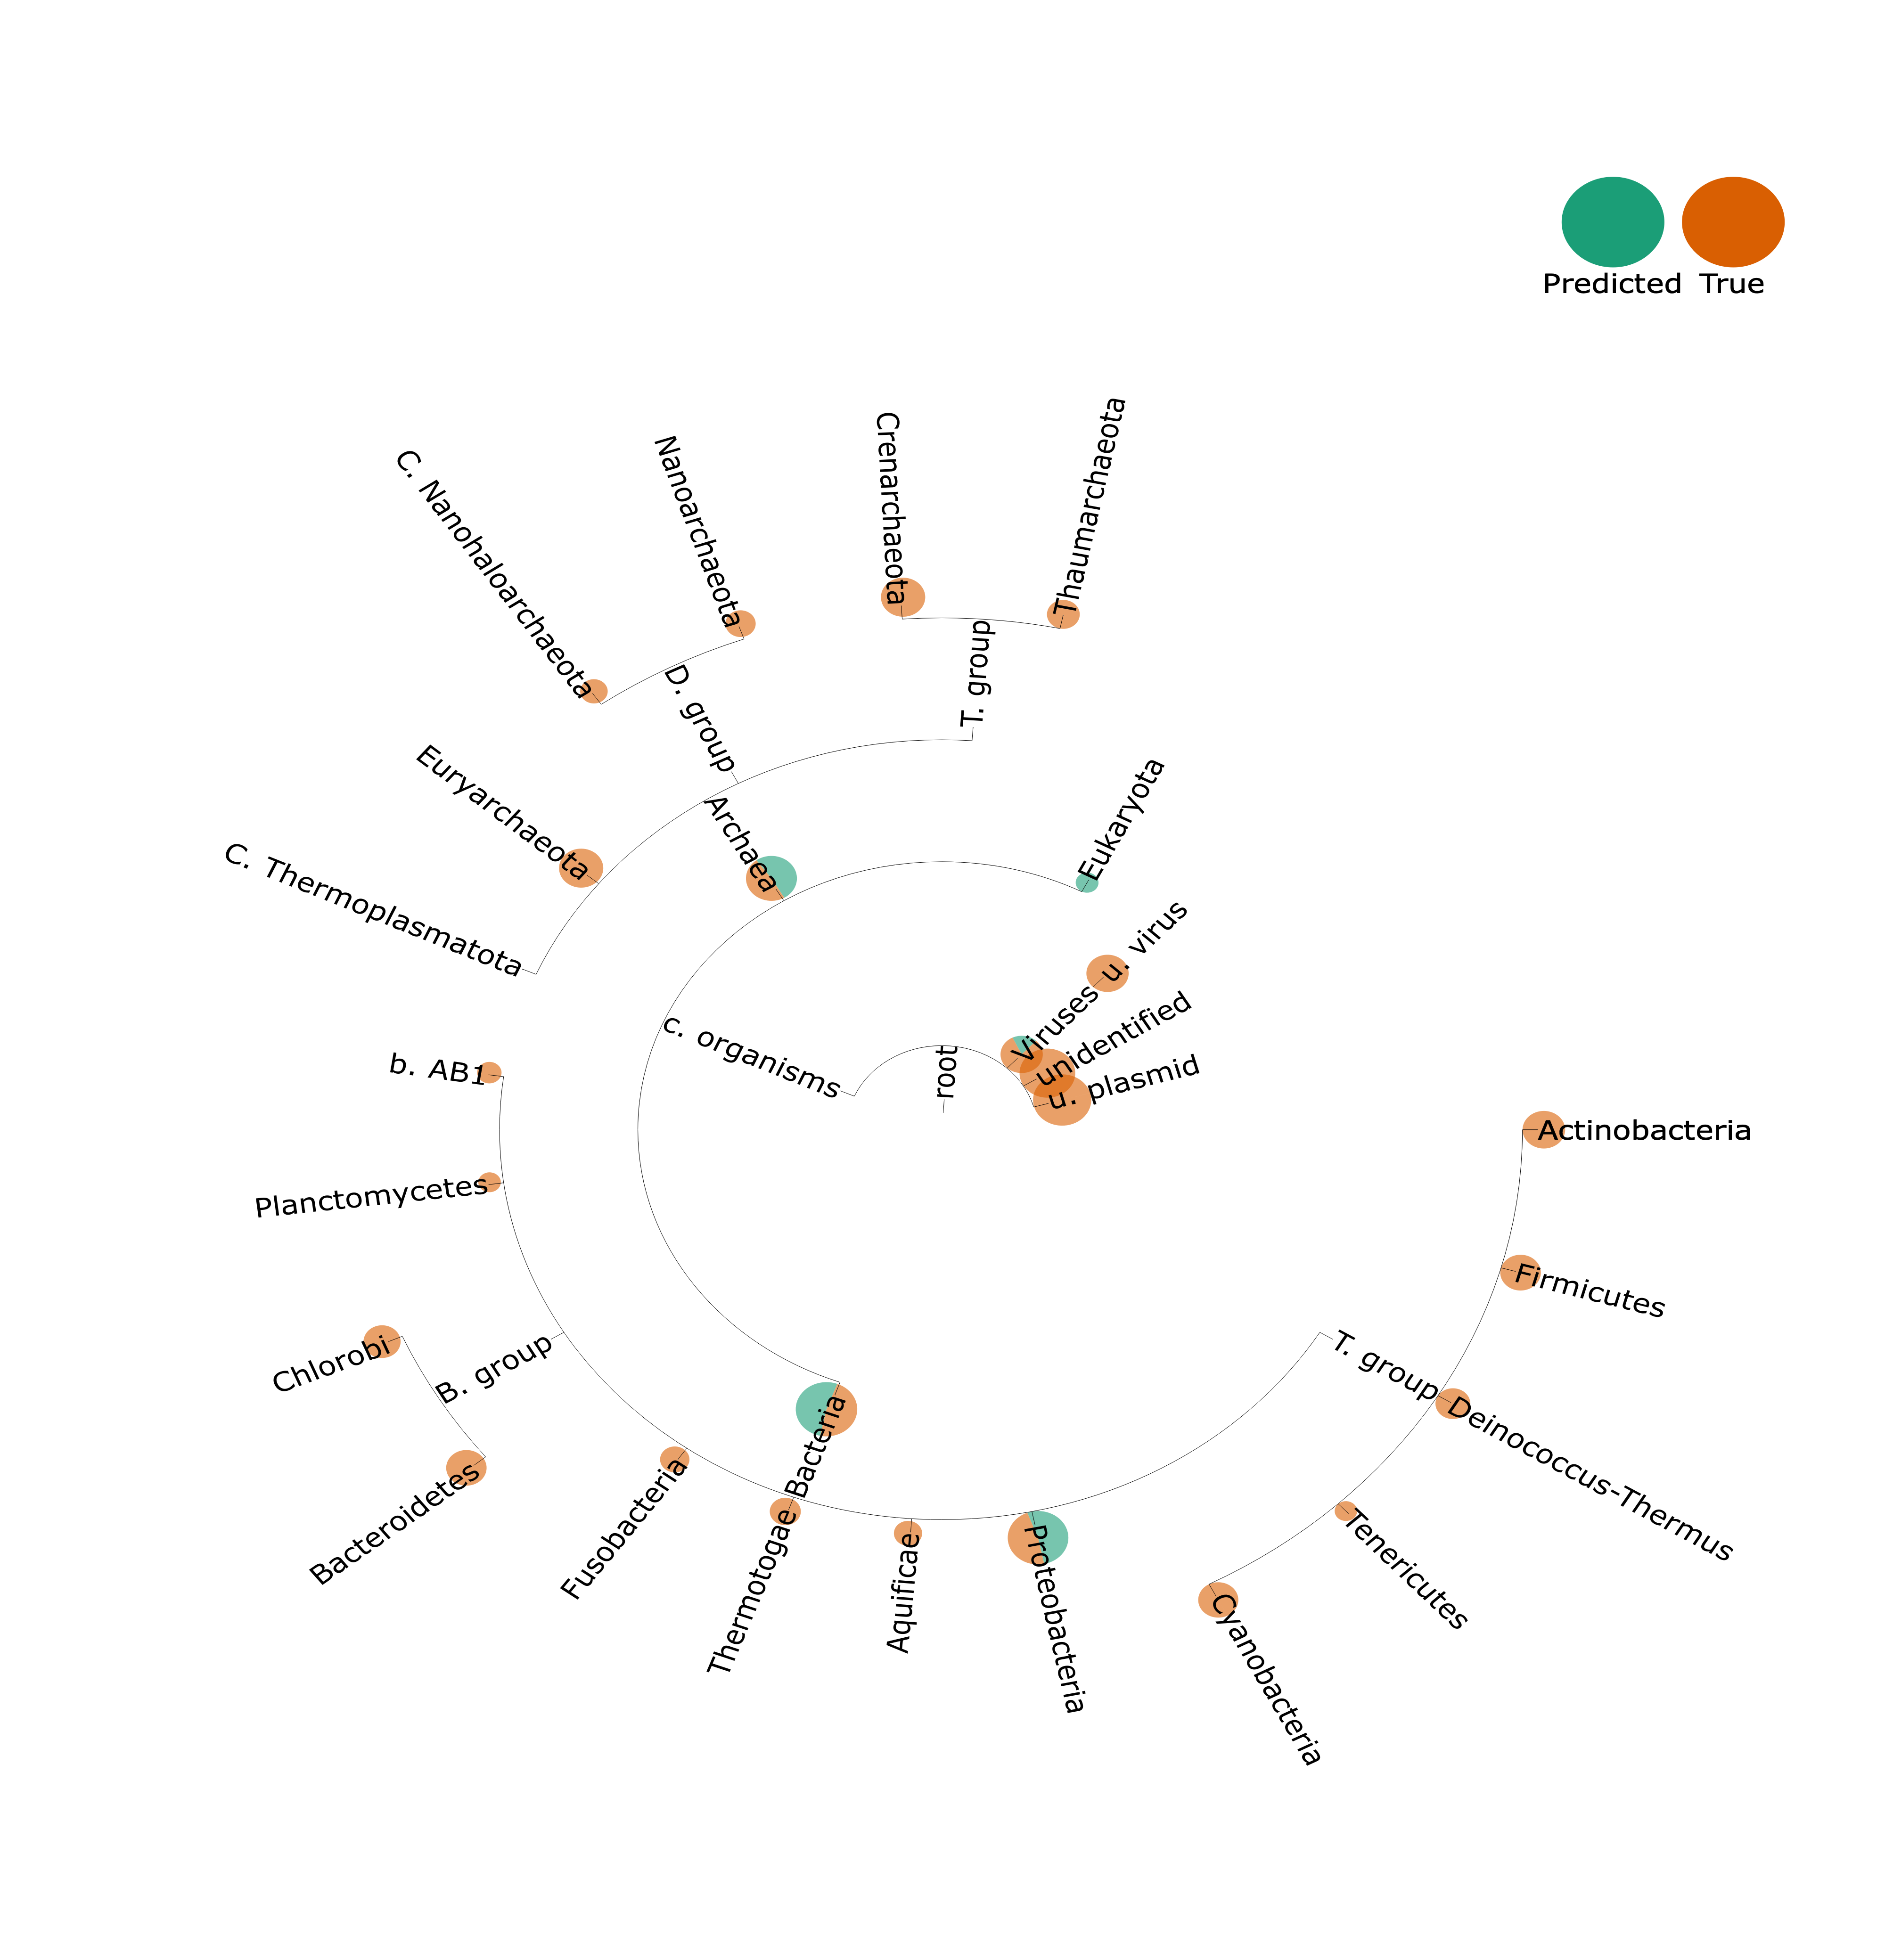 Predicted True
Thaumarchaeota
Crenarchaeota
Nanoarchaeota
C. Nanohaloarchaeota
T. group
D. group
Euryarchaeota
Archaea
Eukaryota
C. Thermoplasmatota
u. virus
Viruses
unidentified
u. plasmid
c. organisms
root
b. AB1
Actinobacteria
Planctomycetes
Firmicutes
Chlorobi
B. group
T. group
Deinococcus-Thermus
Bacteria
Bacteroidetes
Fusobacteria
Thermotogae
Aquificae
Proteobacteria
Tenericutes
Cyanobacteria